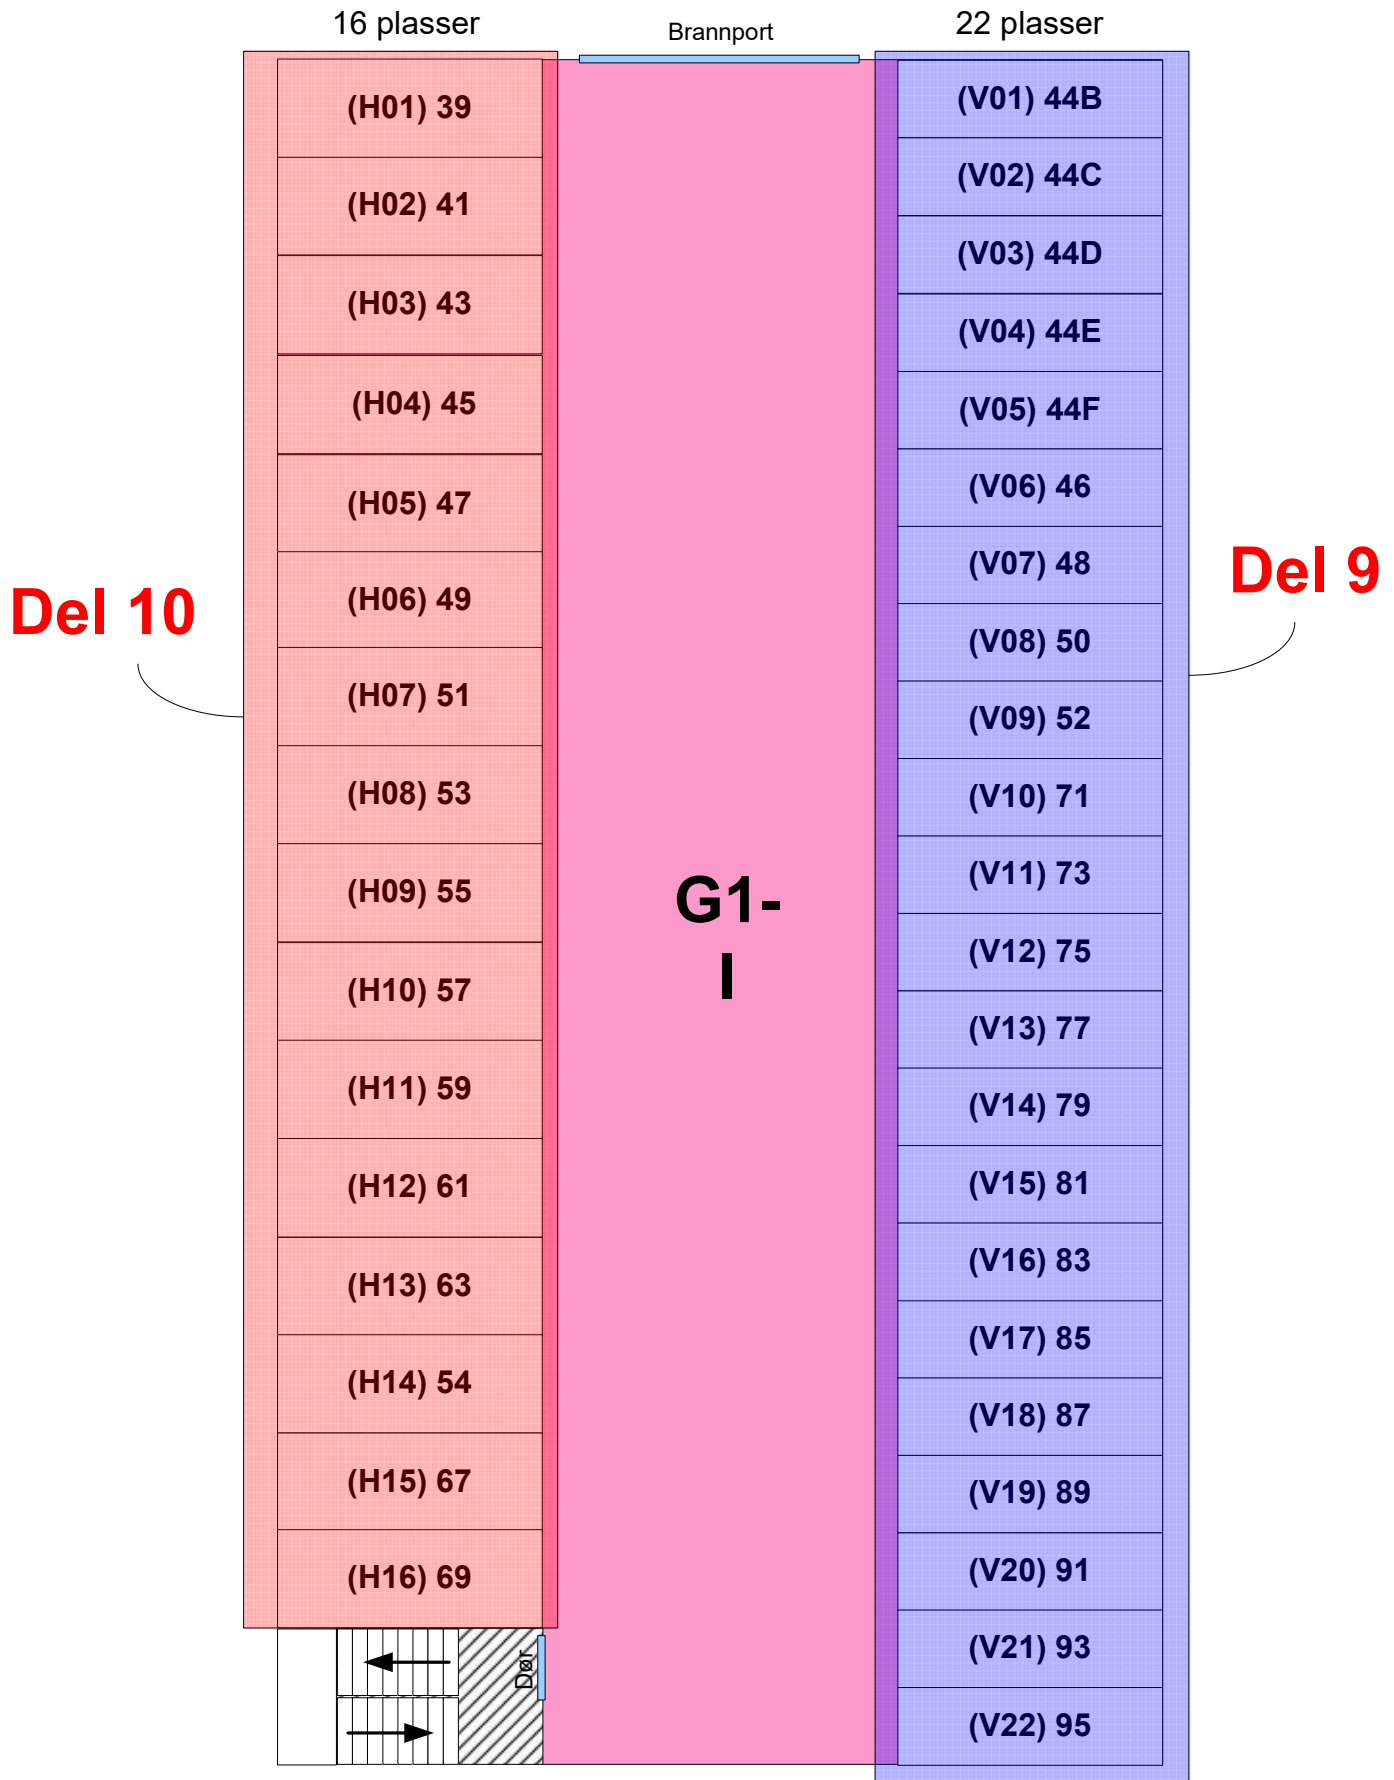 16 plasser
Brannport
22 plasser
(H01) 39
(H02) 41
(H03) 43
(H04) 45
(H05) 47
(H06) 49
(H07) 51
(H08) 53
(H09) 55
(H10) 57
(H11) 59
(H12) 61
(H13) 63
(H14) 54
(H15) 67
(H16) 69
Del 10
G1-
I
Dør
(V01) 44B
(V02) 44C
(V03) 44D
(V04) 44E
(V05) 44F
(V06) 46
(V07) 48
(V08) 50
(V09) 52
(V10) 71
(V11) 73
(V12) 75
(V13) 77
(V14) 79
(V15) 81
(V16) 83
(V17) 85
(V18) 87
(V19) 89
(V20) 91
(V21) 93
(V22) 95
Del 9